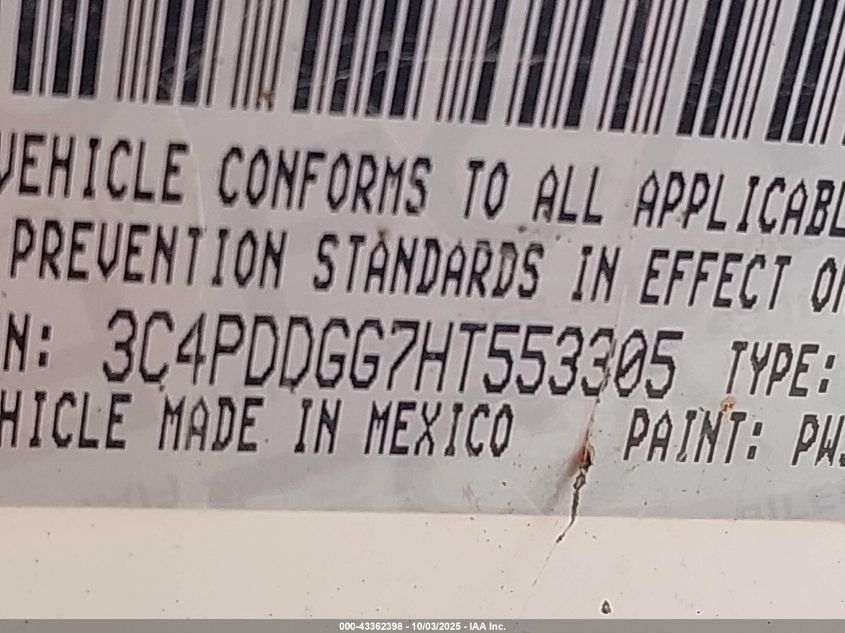 VEHICLE CONFORMS TO ALL APPLICABL
PREVENTION STANDARDS IN EFFECT O
N: 3C4PDDGG7HT553305 TYPE:
HICLE MADE IN MEXICO PAINT: PW
000-43362398 - 10/03/2025 - IAA Inc.